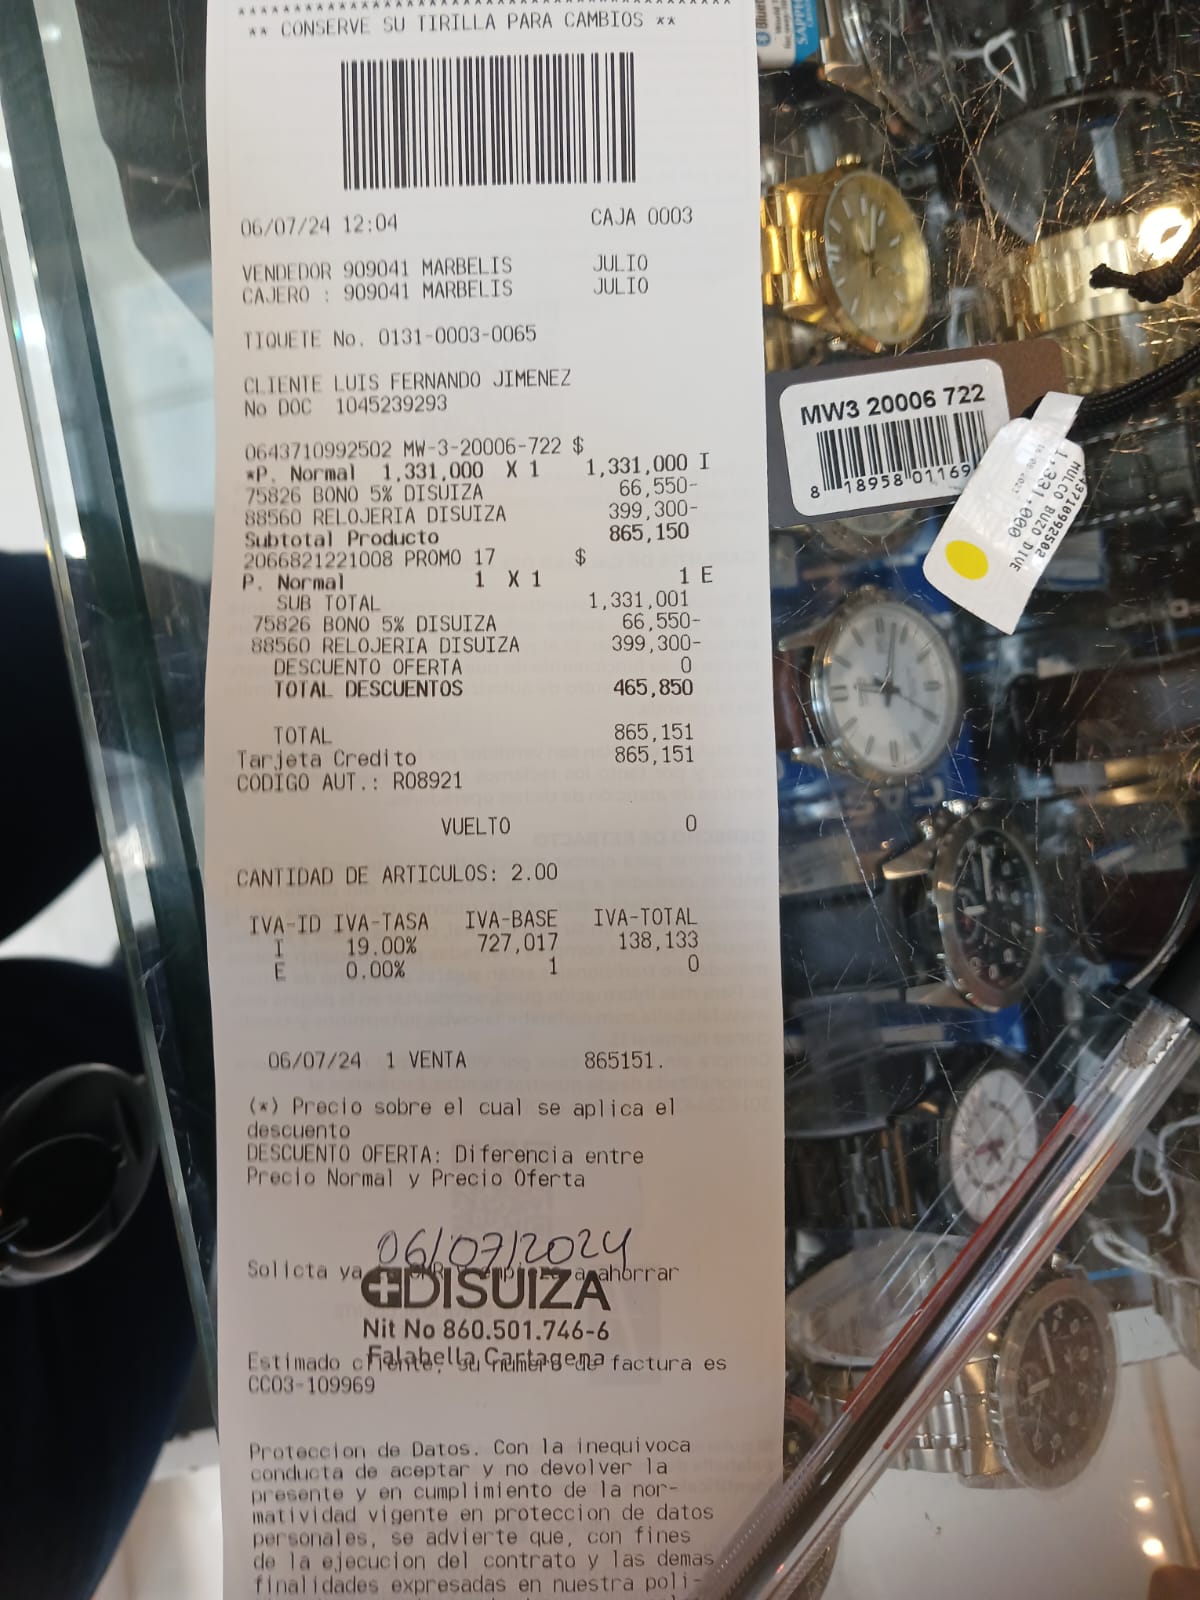 ** CONSERVE SU TIRILLA PARA CAMBIOS **
06/07/24 12:04 CAJA 0003
VENDEDOR 909041 MARBELIS JULIO
CAJERO : 909041 MARBELIS JULIO
TIQUETE No. 0131-0003-0065
CLIENTE LUIS FERNANDO JIMENEZ
No DOC 1045239293
0643710992502 MW-3-20006-722 $
*P. Normal 1,331,000 X 1 1,331,000 I
75826 BONO 5% DISUIZA 66,550-
88560 RELOJERIA DISUIZA 399,300-
Subtotal Producto 865,150
2066821221008 PROMO 17 $
P. Normal 1 X 1 1 E
SUB TOTAL 1,331,001
75826 BONO 5% DISUIZA 66,550-
88560 RELOJERIA DISUIZA 399,300-
DESCUENTO OFERTA 0
TOTAL DESCUENTOS 465,850
TOTAL 865,151
Tarjeta Credito 865,151
CODIGO AUT.: R08921
VUELTO 0
CANTIDAD DE ARTICULOS: 2.00
IVA-ID IVA-TASA IVA-BASE IVA-TOTAL
I 19.00% 727,017 138,133
E 0.00% 1 0
06/07/24 1 VENTA 865151.
(*) Precio sobre el cual se aplica el
descuento
DESCUENTO OFERTA: Diferencia entre
Precio Normal y Precio Oferta
06/07/2024
Solicta ya a ahorrar
DISUIZA
Nit No 860.501.746-6
Falabella Cartagena
Estimado cliente, su numero de factura es
CC03-109969
Proteccion de Datos. Con la inequivoca
conducta de aceptar y no devolver la
presente y en cumplimiento de la nor-
matividad vigente en proteccion de datos
personales, se advierte que, con fines
de la ejecucion del contrato y las demas
finalidades expresadas en nuestra poli-
MW3 20006 722
8 18958 01169
1.331.000